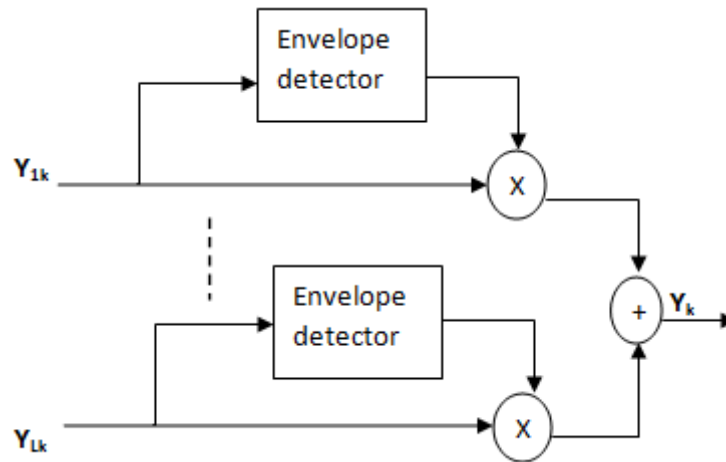 Envelope
detector
Y1k
X
Envelope
detector
+
Yk
YLk
X